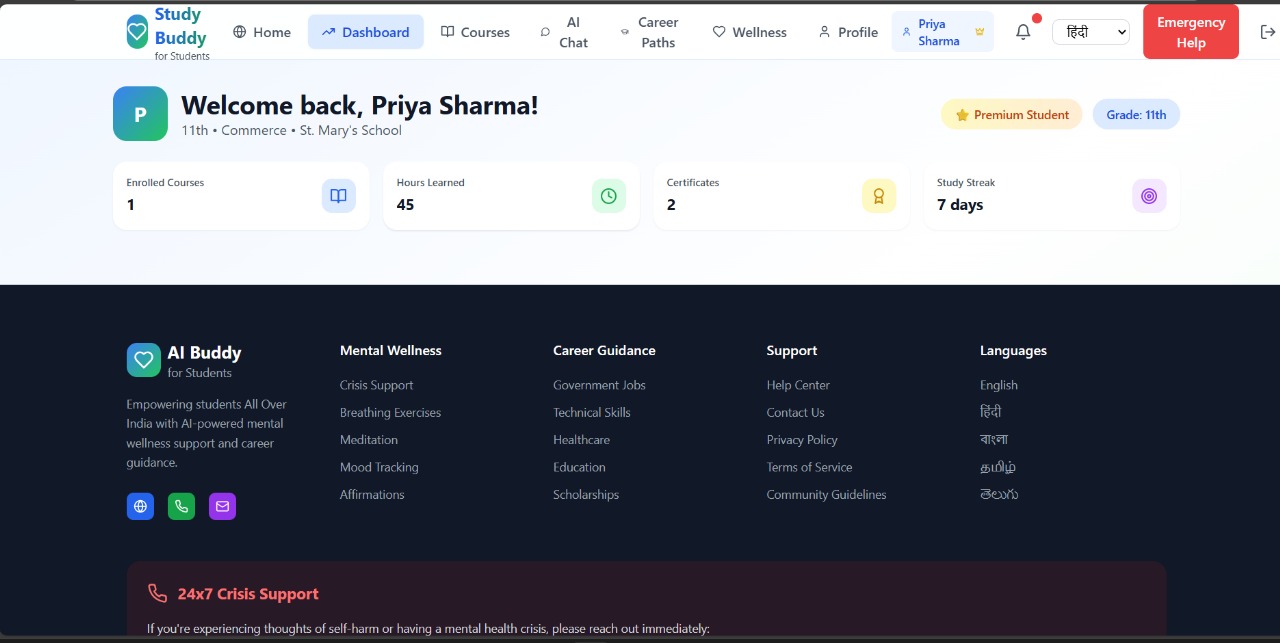 Study
Buddy
for Students
Home
Dashboard
Courses
AI
Chat
Career
Paths
Wellness
Profile
Priya
Sharma
हिंदी
Emergency
Help
P
Welcome back, Priya Sharma!
11th • Commerce • St. Mary's School
Premium Student
Grade: 11th
Enrolled Courses
1
Hours Learned
45
Certificates
2
Study Streak
7 days
AI Buddy
for Students
Empowering students All Over
India with AI-powered mental
wellness support and career
guidance.
Mental Wellness
Crisis Support
Breathing Exercises
Meditation
Mood Tracking
Affirmations
Career Guidance
Government Jobs
Technical Skills
Healthcare
Education
Scholarships
Support
Help Center
Contact Us
Privacy Policy
Terms of Service
Community Guidelines
Languages
English
हिंदी
বাংলা
தமிழ்
తెలుగు
24x7 Crisis Support
If you're experiencing thoughts of self-harm or having a mental health crisis, please reach out immediately: